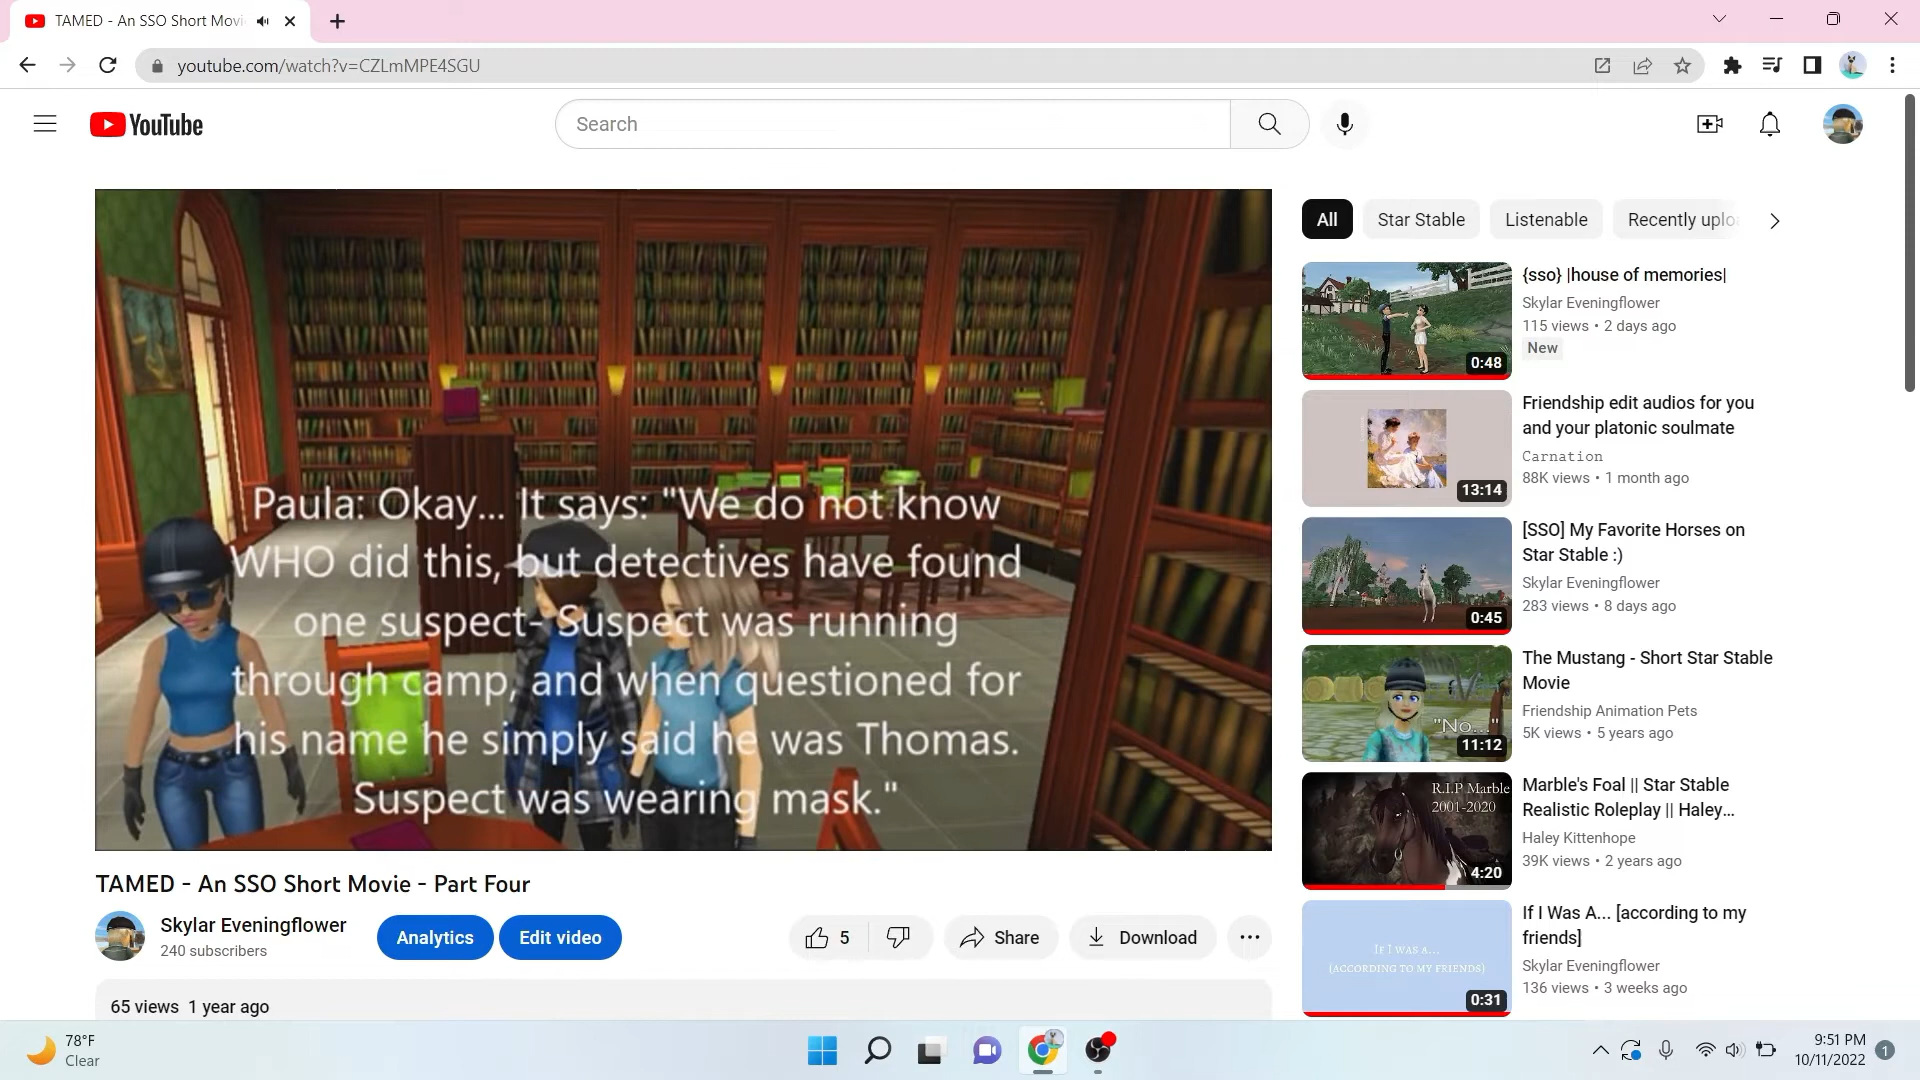 TAMED - An SSO Short Movi
youtube.com/watch?v=CZLmMPE4SGU
YouTube
Search
All
Star Stable
Listenable
Recently uplo
Paula: Okay... It says: "We do not know
WHO did this, but detectives have found
one suspect- Suspect was running
through camp, and when questioned for
his name he simply said he was Thomas.
Suspect was wearing mask."
TAMED - An SSO Short Movie - Part Four
Skylar Eveningflower
240 subscribers
Analytics
Edit video
5
Share
Download
65 views 1 year ago
0:48
{sso} |house of memories|
Skylar Eveningflower
115 views • 2 days ago
New
13:14
Friendship edit audios for you
and your platonic soulmate
Carnation
88K views • 1 month ago
0:45
[SSO] My Favorite Horses on
Star Stable :)
Skylar Eveningflower
283 views • 8 days ago
"No..."
11:12
The Mustang - Short Star Stable
Movie
Friendship Animation Pets
5K views • 5 years ago
R.I.P Marble
2001-2020
4:20
Marble's Foal || Star Stable
Realistic Roleplay || Haley...
Haley Kittenhope
39K views • 2 years ago
IF I WAS A...
(ACCORDING TO MY FRIENDS)
0:31
If I Was A... [according to my
friends]
Skylar Eveningflower
136 views • 3 weeks ago
78°F
Clear
9:51 PM
10/11/2022
1